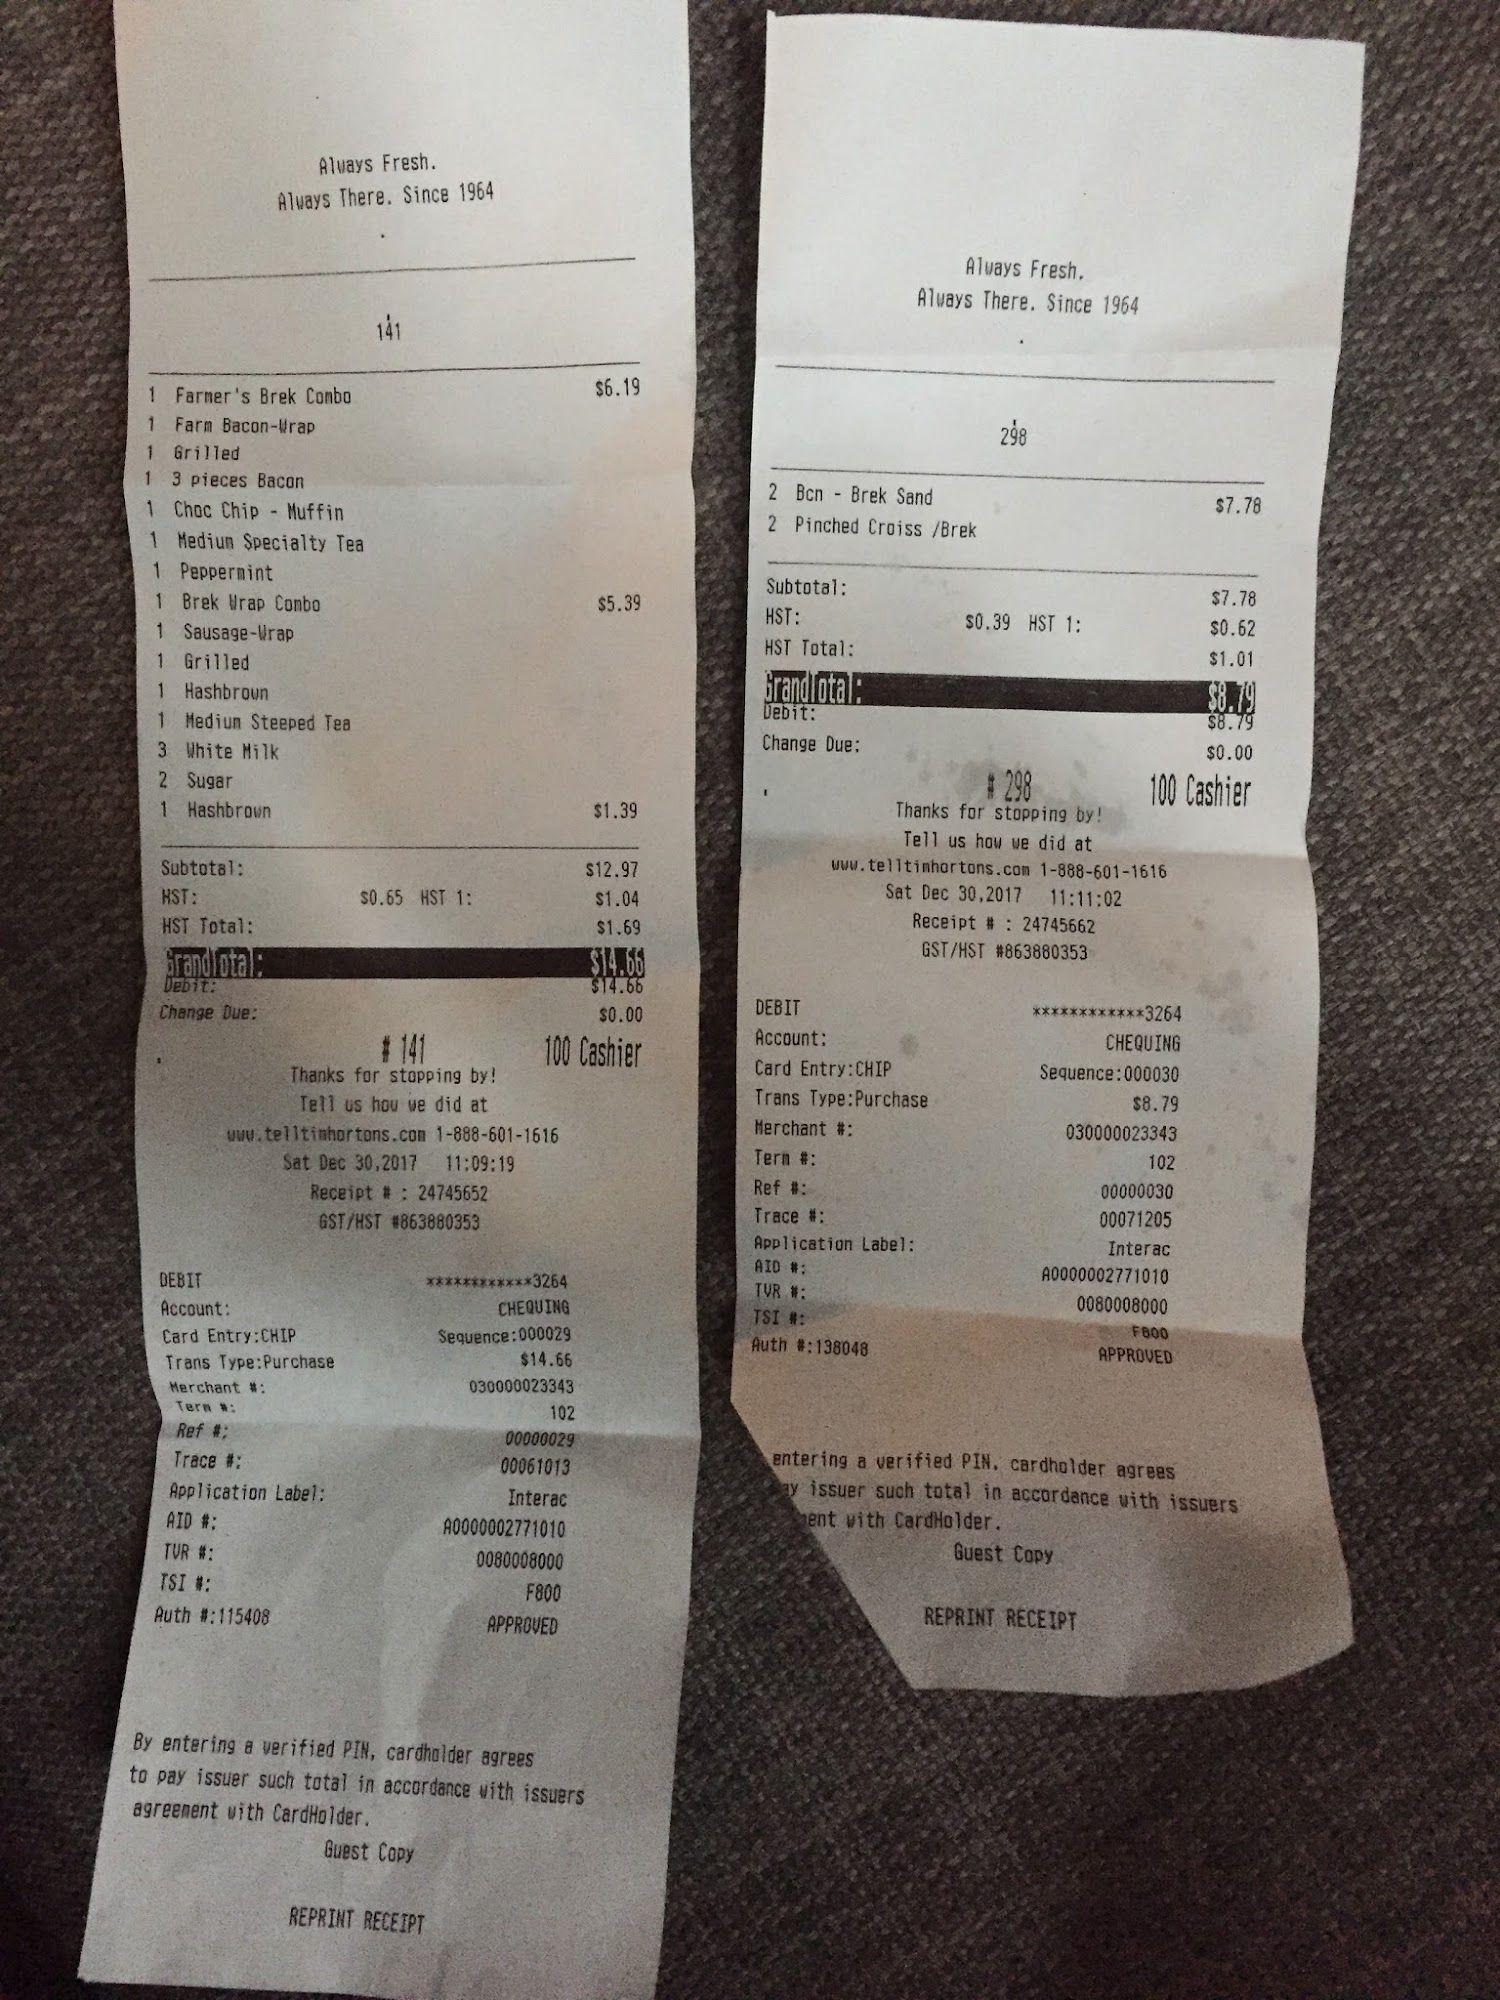 Always Fresh.
Always There. Since 1964
141
1 Farmer's Brek Combo $6.19
1 Farm Bacon-Wrap
1 Grilled
1 3 pieces Bacon
1 Choc Chip - Muffin
1 Medium Specialty Tea
1 Peppermint
1 Brek Wrap Combo $5.39
1 Sausage-Wrap
1 Grilled
1 Hashbrown
1 Medium Steeped Tea
3 White Milk
2 Sugar
1 Hashbrown $1.39
Subtotal: $12.97
HST: $0.65 HST 1: $1.04
HST Total: $1.69
GrandTotal: $14.66
Debit: $14.66
Change Due: $0.00
# 141 100 Cashier
Thanks for stopping by!
Tell us how we did at
www.telltimhortons.com 1-888-601-1616
Sat Dec 30,2017 11:09:19
Receipt # : 24745652
GST/HST #863880353
DEBIT ************3264
Account: CHEQUING
Card Entry:CHIP Sequence:000029
Trans Type:Purchase $14.66
Merchant #: 030000023343
Term #: 102
Ref #: 00000029
Trace #: 00061013
Application Label: Interac
AID #: A0000002771010
TVR #: 0080008000
TSI #: F800
Auth #:115408 APPROVED
By entering a verified PIN, cardholder agrees
to pay issuer such total in accordance with issuers
agreement with CardHolder.
Guest Copy
REPRINT RECEIPT
Always Fresh.
Always There. Since 1964
298
2 Bcn - Brek Sand $7.78
2 Pinched Croiss /Brek
Subtotal: $7.78
HST: $0.39 HST 1: $0.62
HST Total: $1.01
GrandTotal: $8.79
Debit: $8.79
Change Due: $0.00
# 298 100 Cashier
Thanks for stopping by!
Tell us how we did at
www.telltimhortons.com 1-888-601-1616
Sat Dec 30,2017 11:11:02
Receipt # : 24745662
GST/HST #863880353
DEBIT ************3264
Account: CHEQUING
Card Entry:CHIP Sequence:000030
Trans Type:Purchase $8.79
Merchant #: 030000023343
Term #: 102
Ref #: 00000030
Trace #: 00071205
Application Label: Interac
AID #: A0000002771010
TVR #: 0080008000
TSI #: F800
Auth #:138048 APPROVED
entering a verified PIN, cardholder agrees
ay issuer such total in accordance with issuers
ment with CardHolder.
Guest Copy
REPRINT RECEIPT